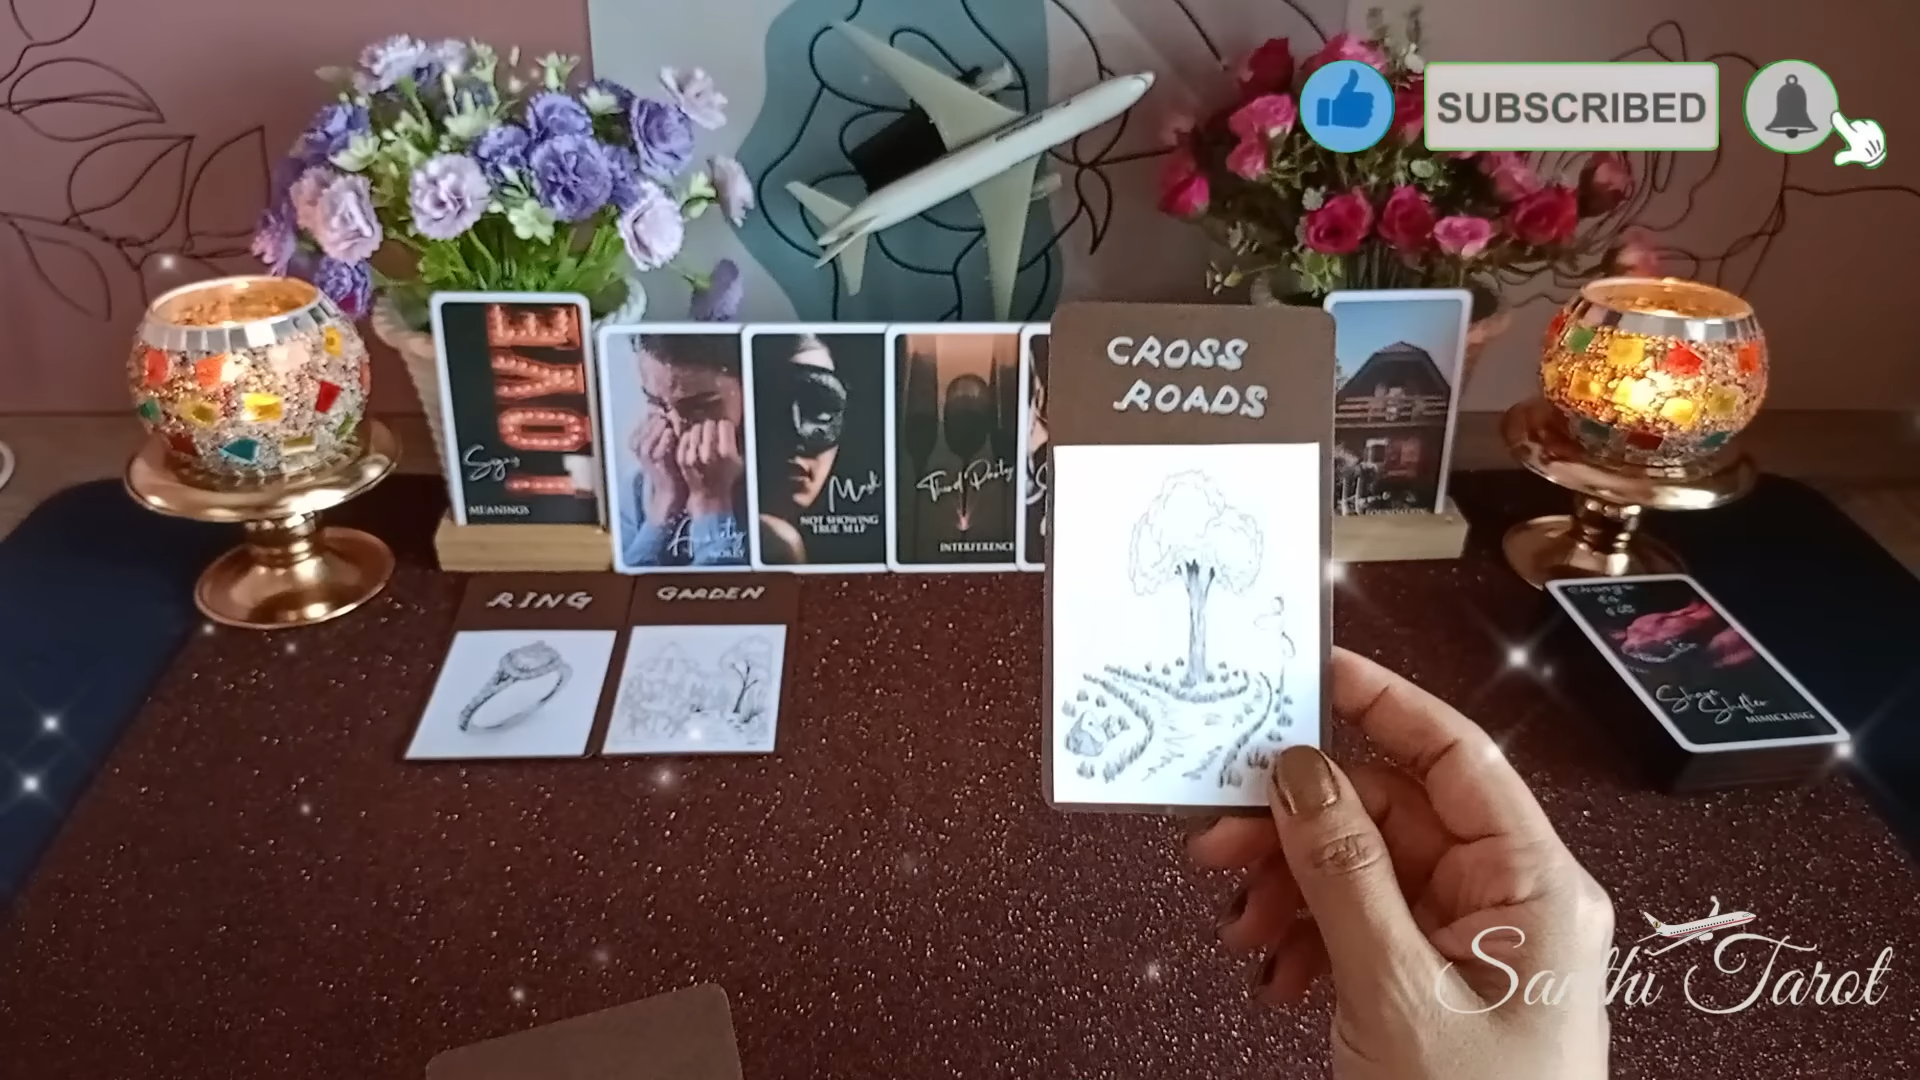 SUBSCRIBED
CROSS
ROADS
LOVE
Signs
MEANINGS
Anxiety
WORRY
Mask
NOT SHOWING
TRUE SELF
Third Party
INTERFERENCE
Home
FOUNDATION
RING
GARDEN
Shape
Shifter
MIMICKING
Santhi Tarot